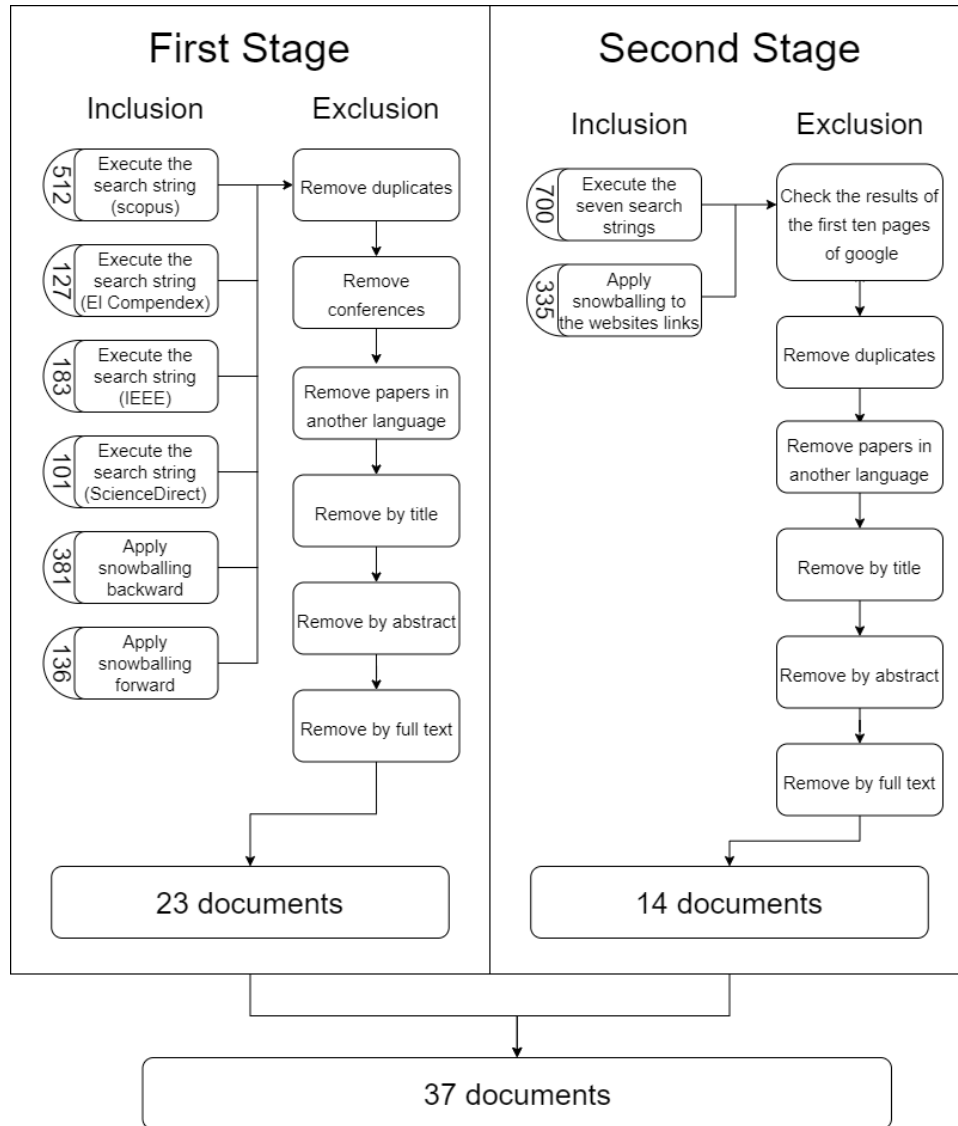 First Stage
Inclusion
Exclusion
512
Execute the
search string
(scopus)
127
Execute the
search string
(EI Compendex)
183
Execute the
search string
(IEEE)
101
Execute the
search string
(ScienceDirect)
381
Apply
snowballing
backward
136
Apply
snowballing
forward
Remove duplicates
Remove
conferences
Remove papers in
another language
Remove by title
Remove by abstract
Remove by full text
23 documents
Second Stage
Inclusion
Exclusion
700
Execute the
seven search
strings
335
Apply
snowballing to
the websites links
Check the results of
the first ten pages
of google
Remove duplicates
Remove papers in
another language
Remove by title
Remove by abstract
Remove by full text
14 documents
37 documents